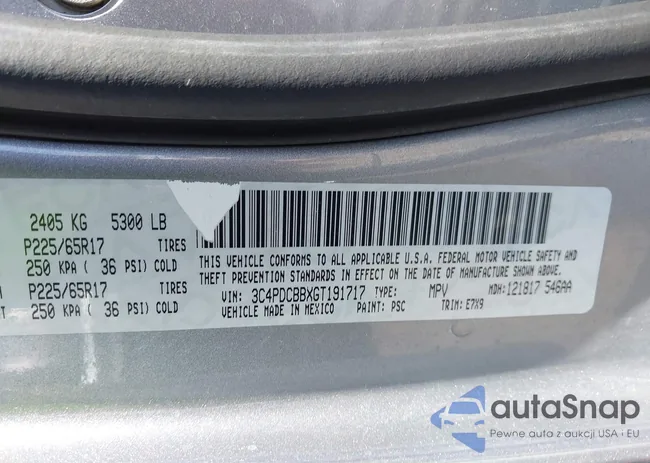 2405 KG 5300 LB
P225/65R17 TIRES
250 KPA ( 36 PSI) COLD
P225/65R17 TIRES
250 KPA ( 36 PSI) COLD
THIS VEHICLE CONFORMS TO ALL APPLICABLE U.S.A. FEDERAL MOTOR VEHICLE SAFETY AND
THEFT PREVENTION STANDARDS IN EFFECT ON THE DATE OF MANUFACTURE SHOWN ABOVE.
VIN: 3C4PDCBBXGT191717 TYPE: MPV MDH: 121817 546AA
VEHICLE MADE IN MEXICO PAINT: PSC TRIM: E7X9
autoSnap
Pewne auta z aukcji USA i EU